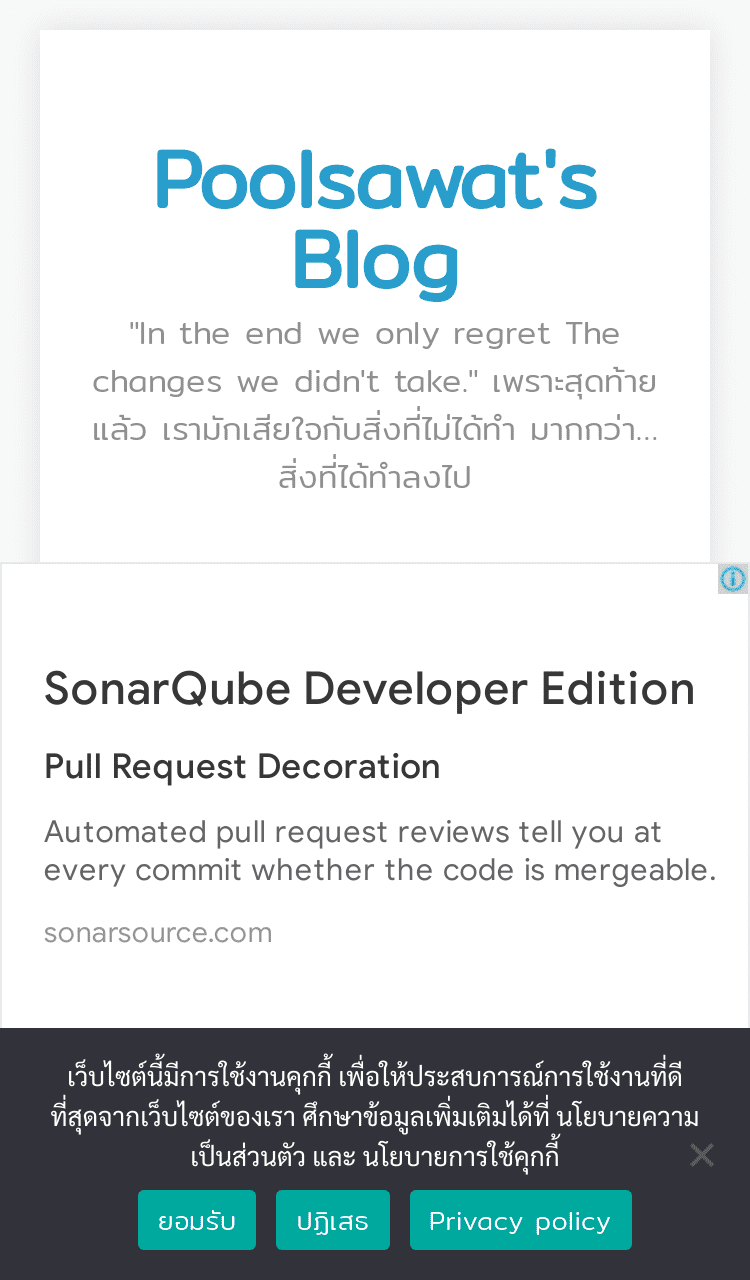 Poolsawat's
Blog
"In the end we only regret The
changes we didn't take." เพราะสุดท้าย
แล้ว เรามักเสียใจกับสิ่งที่ไม่ได้ทำ มากกว่า...
สิ่งที่ได้ทำลงไป
SonarQube Developer Edition
Pull Request Decoration
Automated pull request reviews tell you at
every commit whether the code is mergeable.
sonarsource.com
เว็บไซต์นี้มีการใช้งานคุกกี้ เพื่อให้ประสบการณ์การใช้งานที่ดี
ที่สุดจากเว็บไซต์ของเรา ศึกษาข้อมูลเพิ่มเติมได้ที่ นโยบายความ
เป็นส่วนตัว และ นโยบายการใช้คุกกี้
ยอมรับ ปฏิเสธ Privacy policy